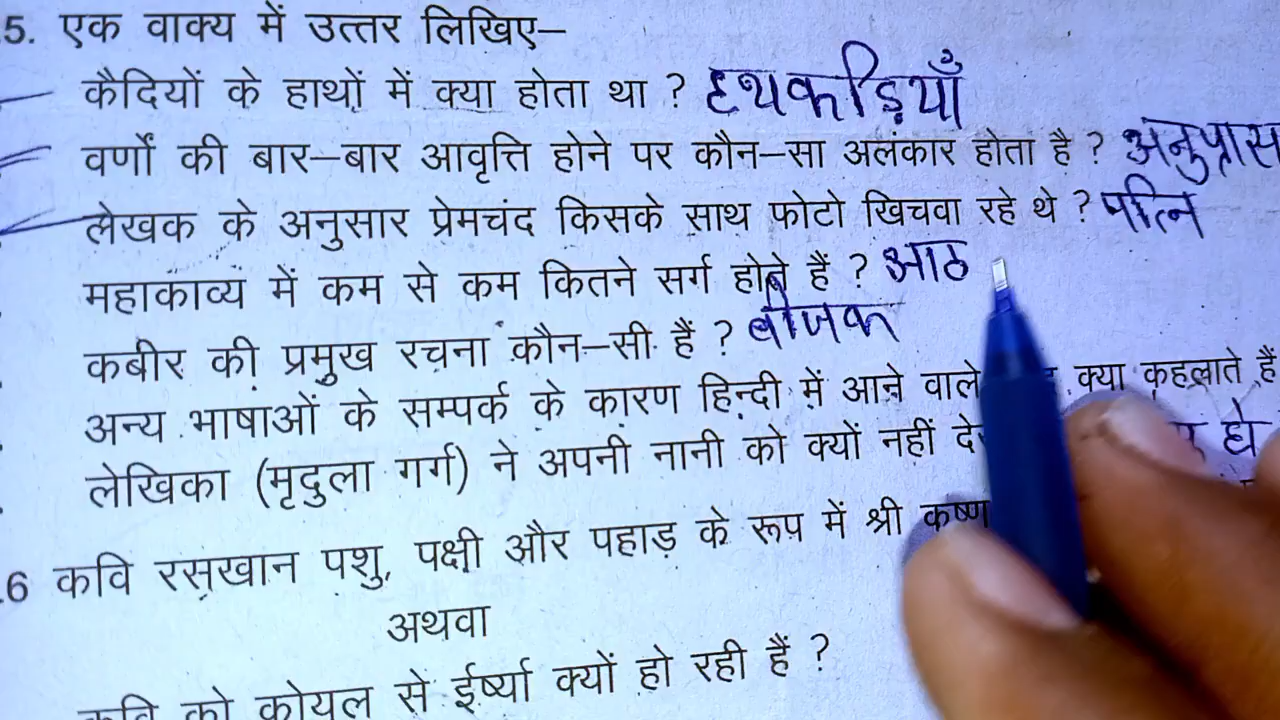 .5. एक वाक्य में उत्तर लिखिए–
कैदियों के हाथों में क्या होता था ? हथकड़ियाँ
वर्णों की बार–बार आवृत्ति होने पर कौन–सा अलंकार होता है ? अनुप्रास
लेखक के अनुसार प्रेमचंद किसके साथ फोटो खिचवा रहे थे ? पत्नि
महाकाव्य में कम से कम कितने सर्ग होते हैं ? आठ
कबीर की प्रमुख रचना कौन–सी हैं ? बीजक
अन्य भाषाओं के सम्पर्क के कारण हिन्दी में आने वाले क्या कहलाते हैं
लेखिका (मृदुला गर्ग) ने अपनी नानी को क्यों नहीं
.6 कवि रसखान पशु, पक्षी और पहाड़ के रूप में श्री कृष्ण
अथवा
कवि को कोयल से ईर्ष्या क्यों हो रही हैं ?